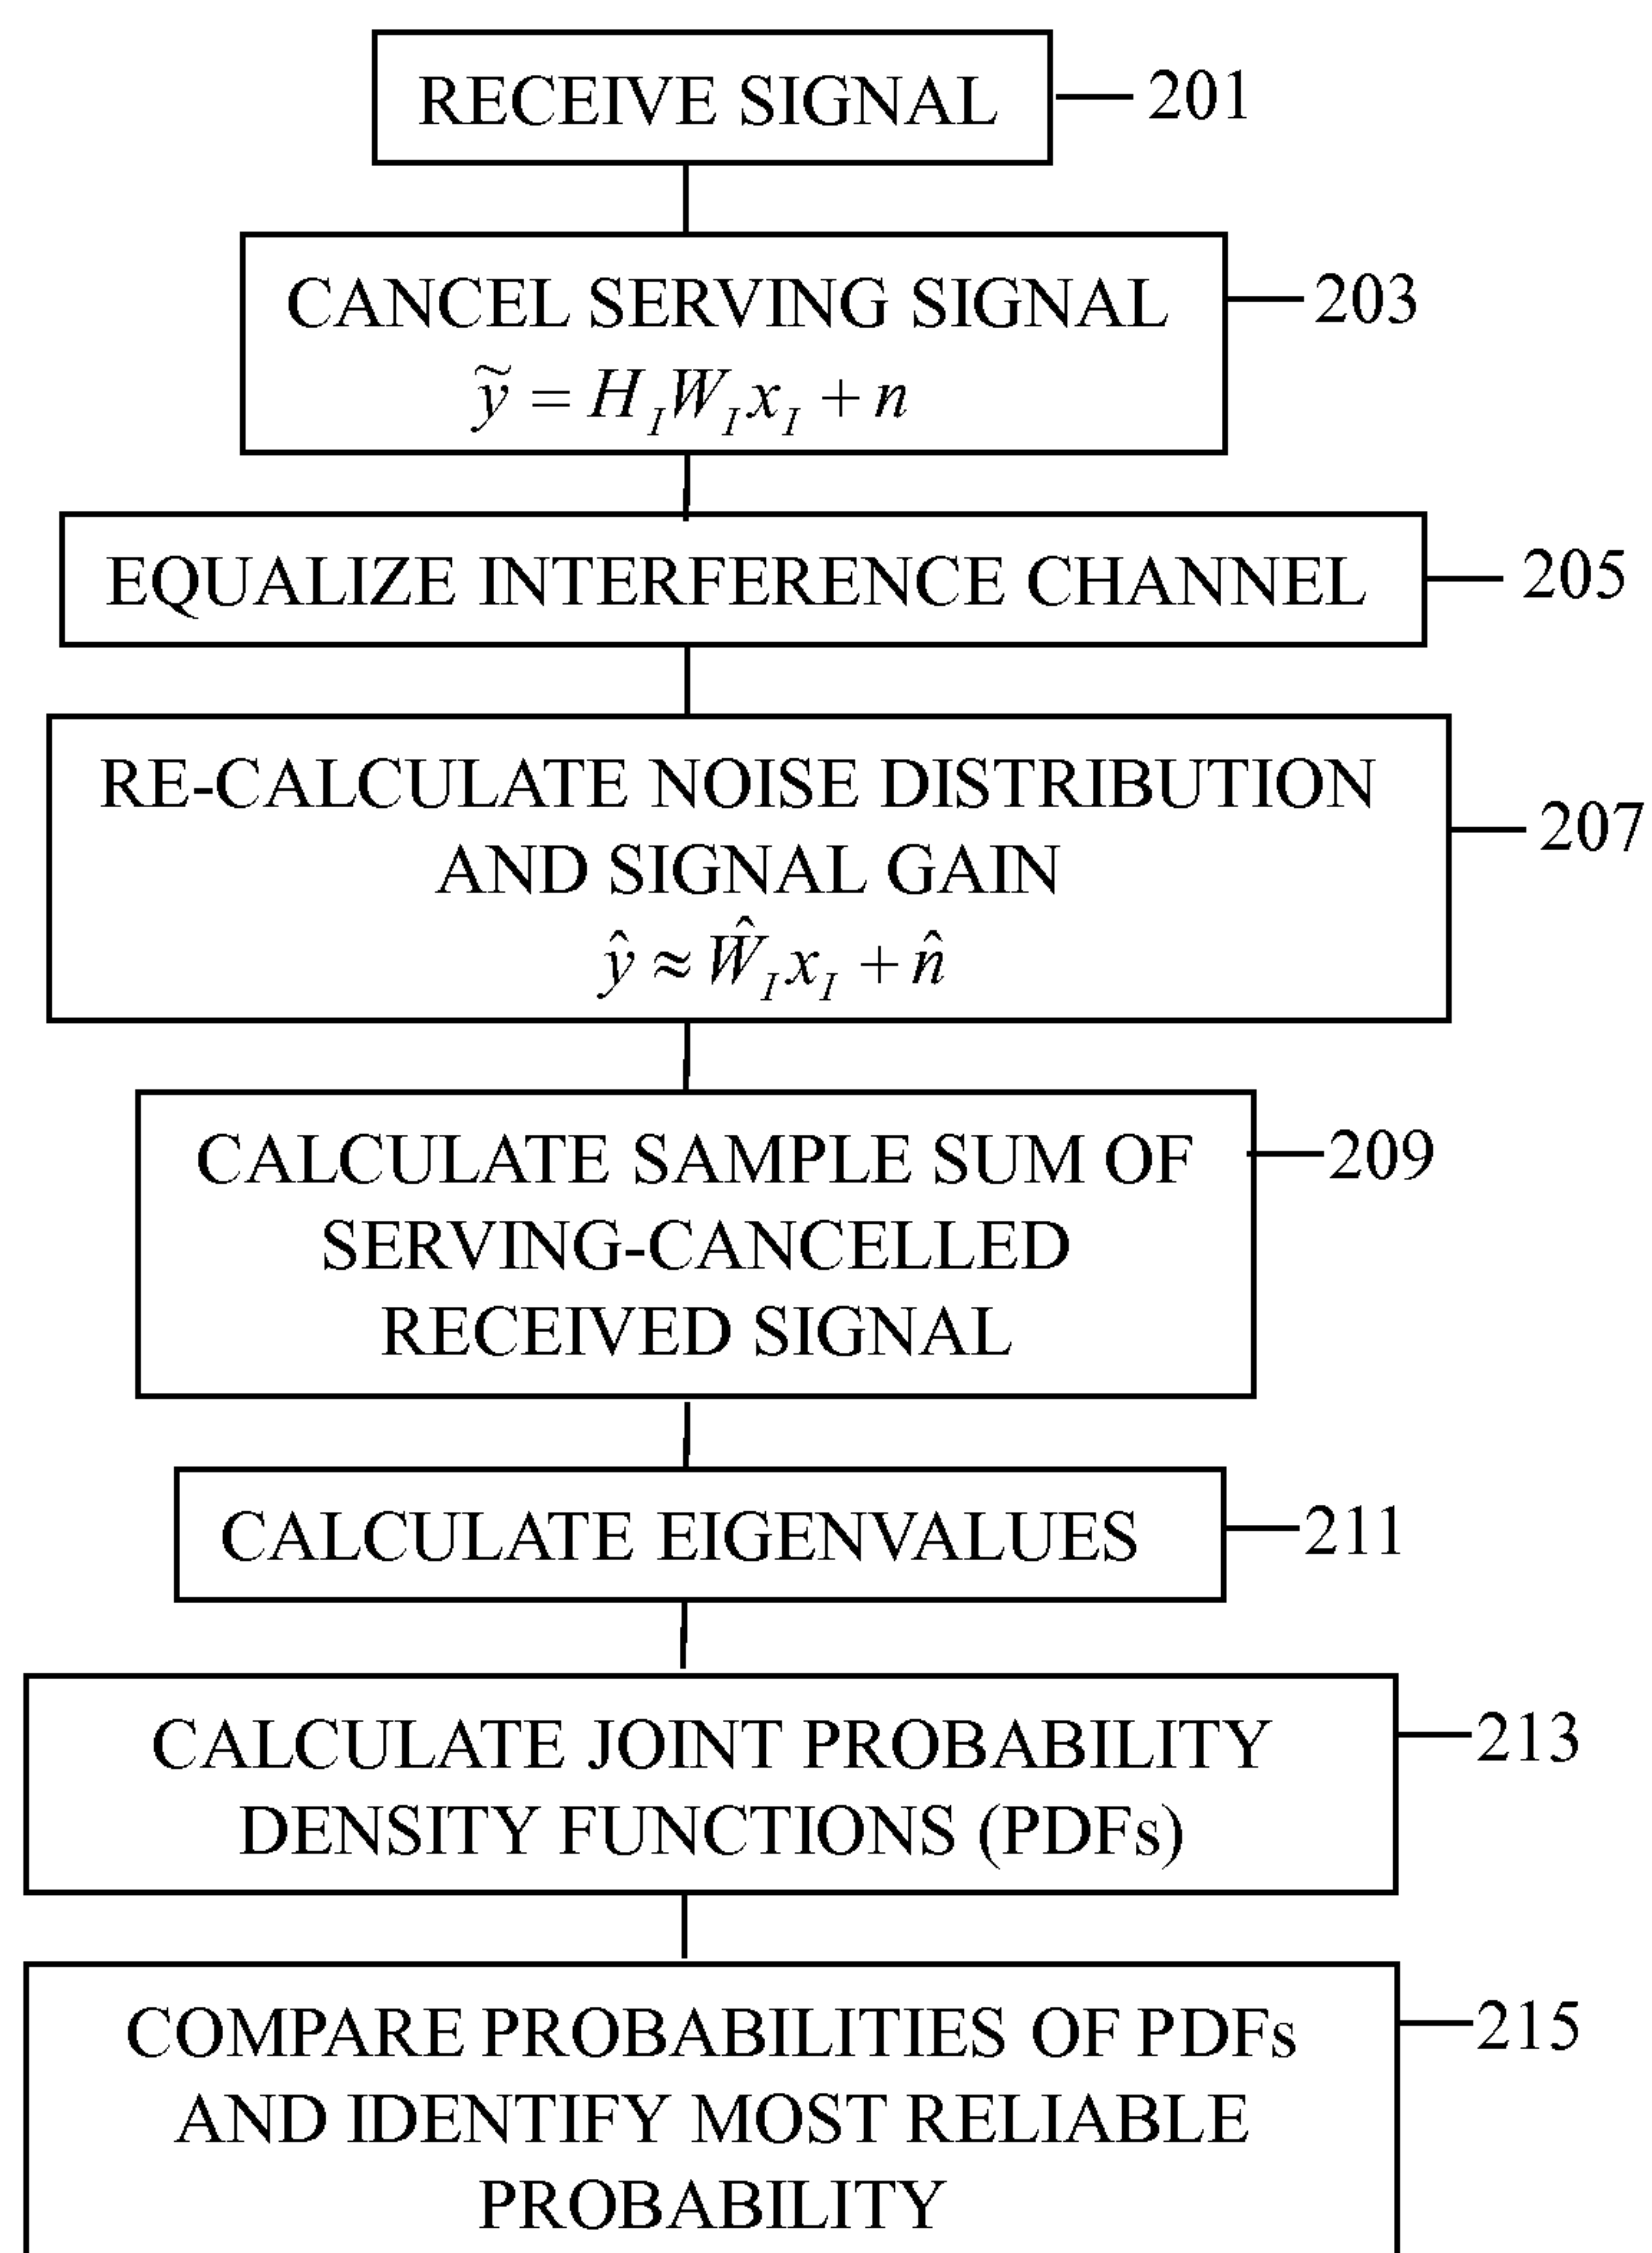 RECEIVE SIGNAL
201
CANCEL SERVING SIGNAL
203
ỹ = H_I W_I x_I + n
EQUALIZE INTERFERENCE CHANNEL
205
RE-CALCULATE NOISE DISTRIBUTION
207
AND SIGNAL GAIN
ŷ ≈ Ŵ_I x_I + n̂
CALCULATE SAMPLE SUM OF
209
SERVING-CANCELLED
RECEIVED SIGNAL
CALCULATE EIGENVALUES
211
CALCULATE JOINT PROBABILITY
213
DENSITY FUNCTIONS (PDFs)
COMPARE PROBABILITIES OF PDFs
215
AND IDENTIFY MOST RELIABLE
PROBABILITY